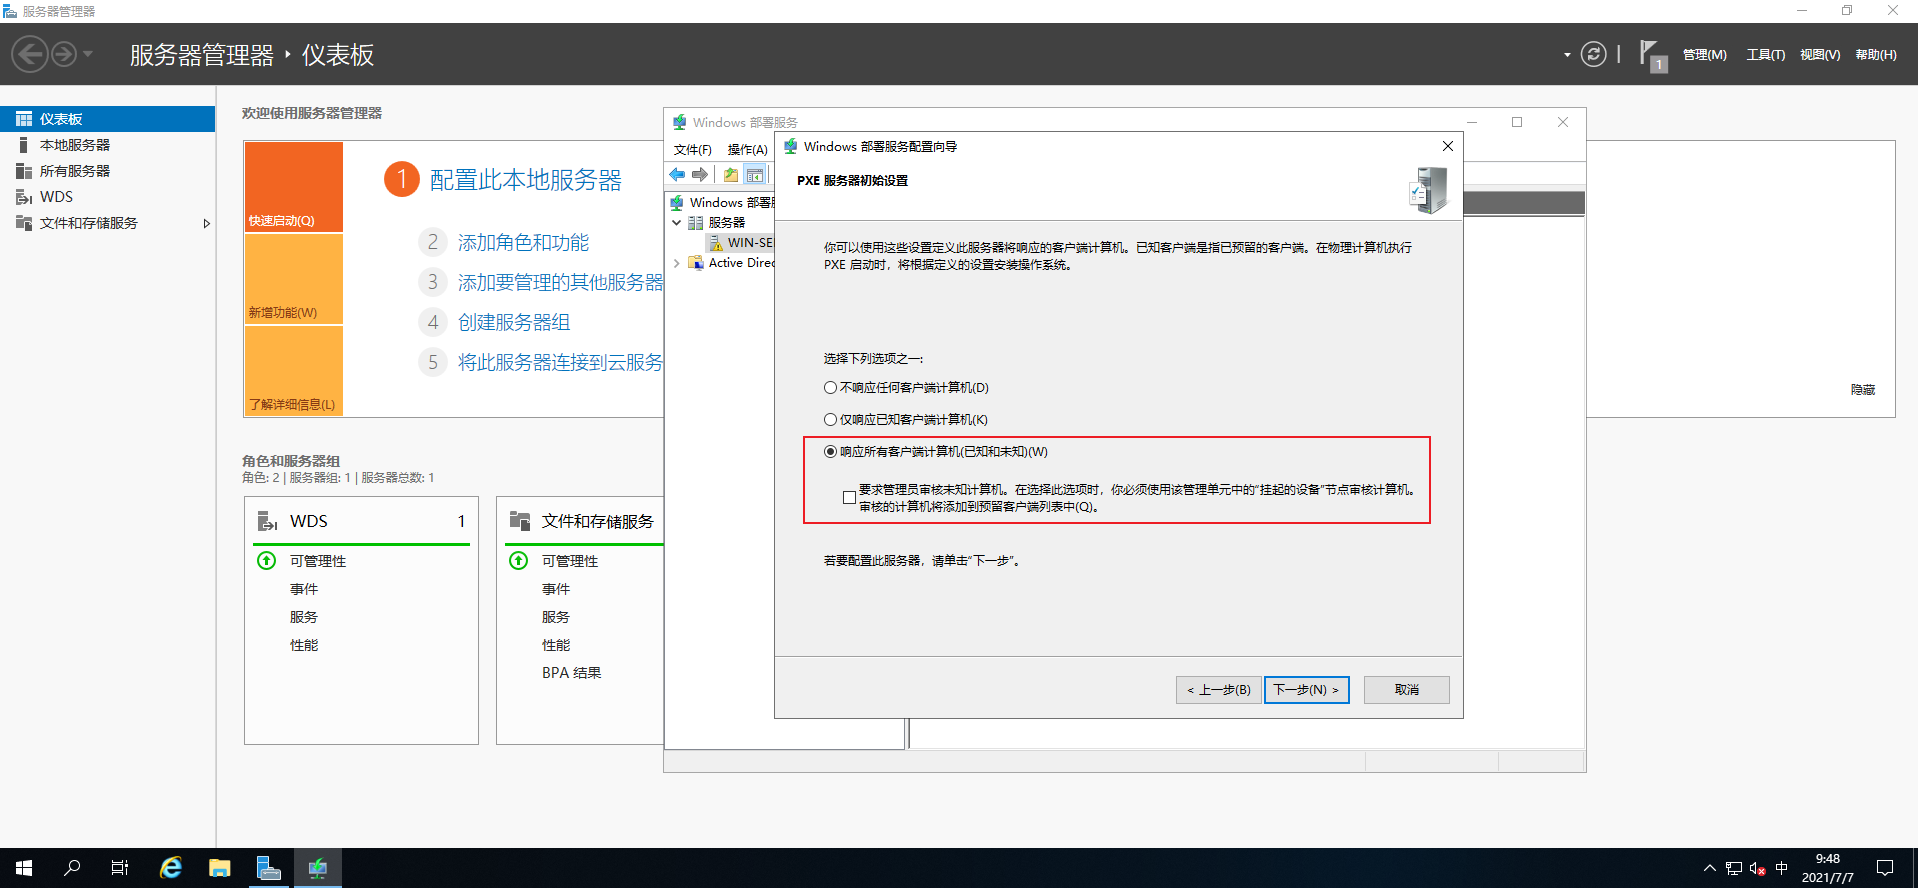 服务器管理器
服务器管理器 · 仪表板
1
管理(M)
工具(T)
视图(V)
帮助(H)
仪表板
本地服务器
所有服务器
WDS
文件和存储服务
欢迎使用服务器管理器
快速启动(Q)
新增功能(W)
了解详细信息(L)
1 配置此本地服务器
2 添加角色和功能
3 添加要管理的其他服务器
4 创建服务器组
5 将此服务器连接到云服务
隐藏
角色和服务器组
角色: 2 | 服务器组: 1 | 服务器总数: 1
WDS 1
可管理性
事件
服务
性能
文件和存储服务
可管理性
事件
服务
性能
BPA 结果
Windows 部署服务
文件(F) 操作(A)
Windows 部署
服务器
WIN-SE
Active Direc
Windows 部署服务配置向导
PXE 服务器初始设置
你可以使用这些设置定义此服务器将响应的客户端计算机。已知客户端是指已预留的客户端。在物理计算机执行
PXE 启动时，将根据定义的设置安装操作系统。
选择下列选项之一:
不响应任何客户端计算机(D)
仅响应已知客户端计算机(K)
响应所有客户端计算机(已知和未知)(W)
要求管理员审核未知计算机。在选择此选项时，你必须使用该管理单元中的“挂起的设备”节点审核计算机。
审核的计算机将添加到预留客户端列表中(Q)。
若要配置此服务器，请单击“下一步”。
< 上一步(B)
下一步(N) >
取消
中
9:48
2021/7/7